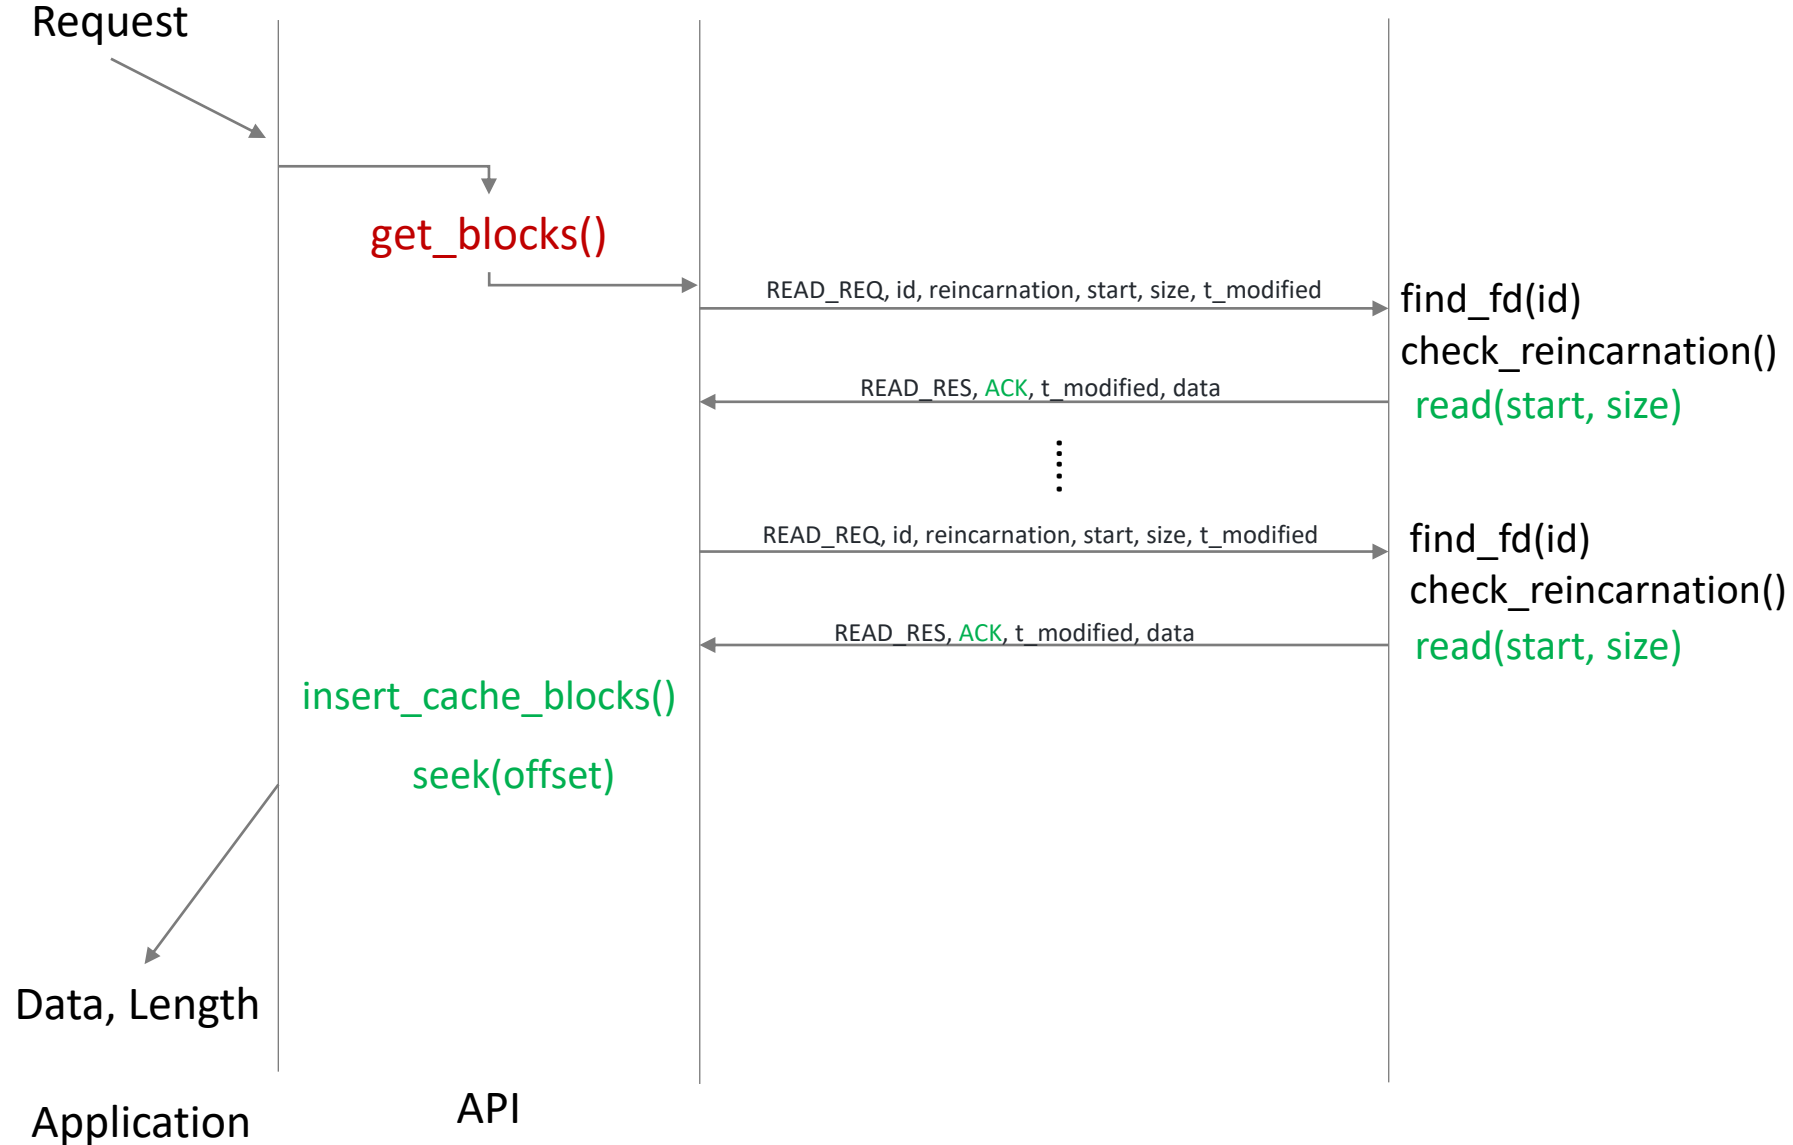 Request
get_blocks()
READ_REQ, id, reincarnation, start, size, t_modified
find_fd(id)
check_reincarnation()
READ_RES, ACK, t_modified, data
read(start, size)
READ_REQ, id, reincarnation, start, size, t_modified
find_fd(id)
check_reincarnation()
READ_RES, ACK, t_modified, data
read(start, size)
insert_cache_blocks()
seek(offset)
Data, Length
Application
API